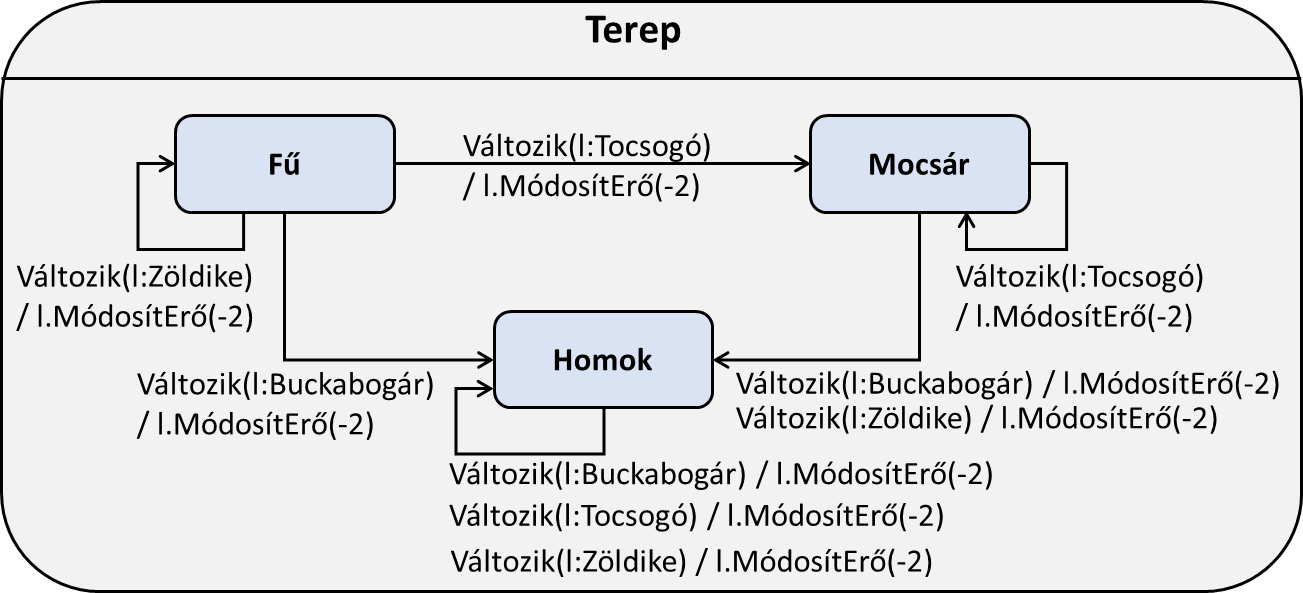 Terep
Fű
Változik(l:Tocsogó)
/ l.MódosítErő(-2)
Mocsár
Változik(l:Zöldike)
/ l.MódosítErő(-2)
Változik(l:Tocsogó)
/ l.MódosítErő(-2)
Homok
Változik(l:Buckabogár)
/ l.MódosítErő(-2)
Változik(l:Buckabogár) / l.MódosítErő(-2)
Változik(l:Zöldike) / l.MódosítErő(-2)
Változik(l:Buckabogár) / l.MódosítErő(-2)
Változik(l:Tocsogó) / l.MódosítErő(-2)
Változik(l:Zöldike) / l.MódosítErő(-2)